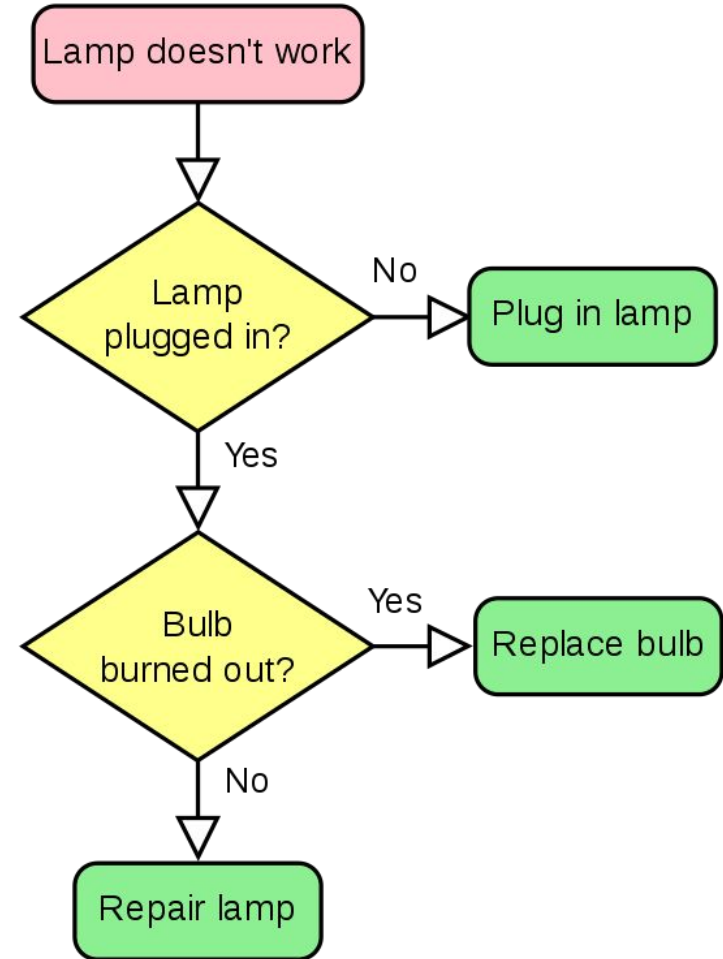 Lamp doesn't work
Lamp
plugged in?
No
Plug in lamp
Yes
Bulb
burned out?
Yes
Replace bulb
No
Repair lamp